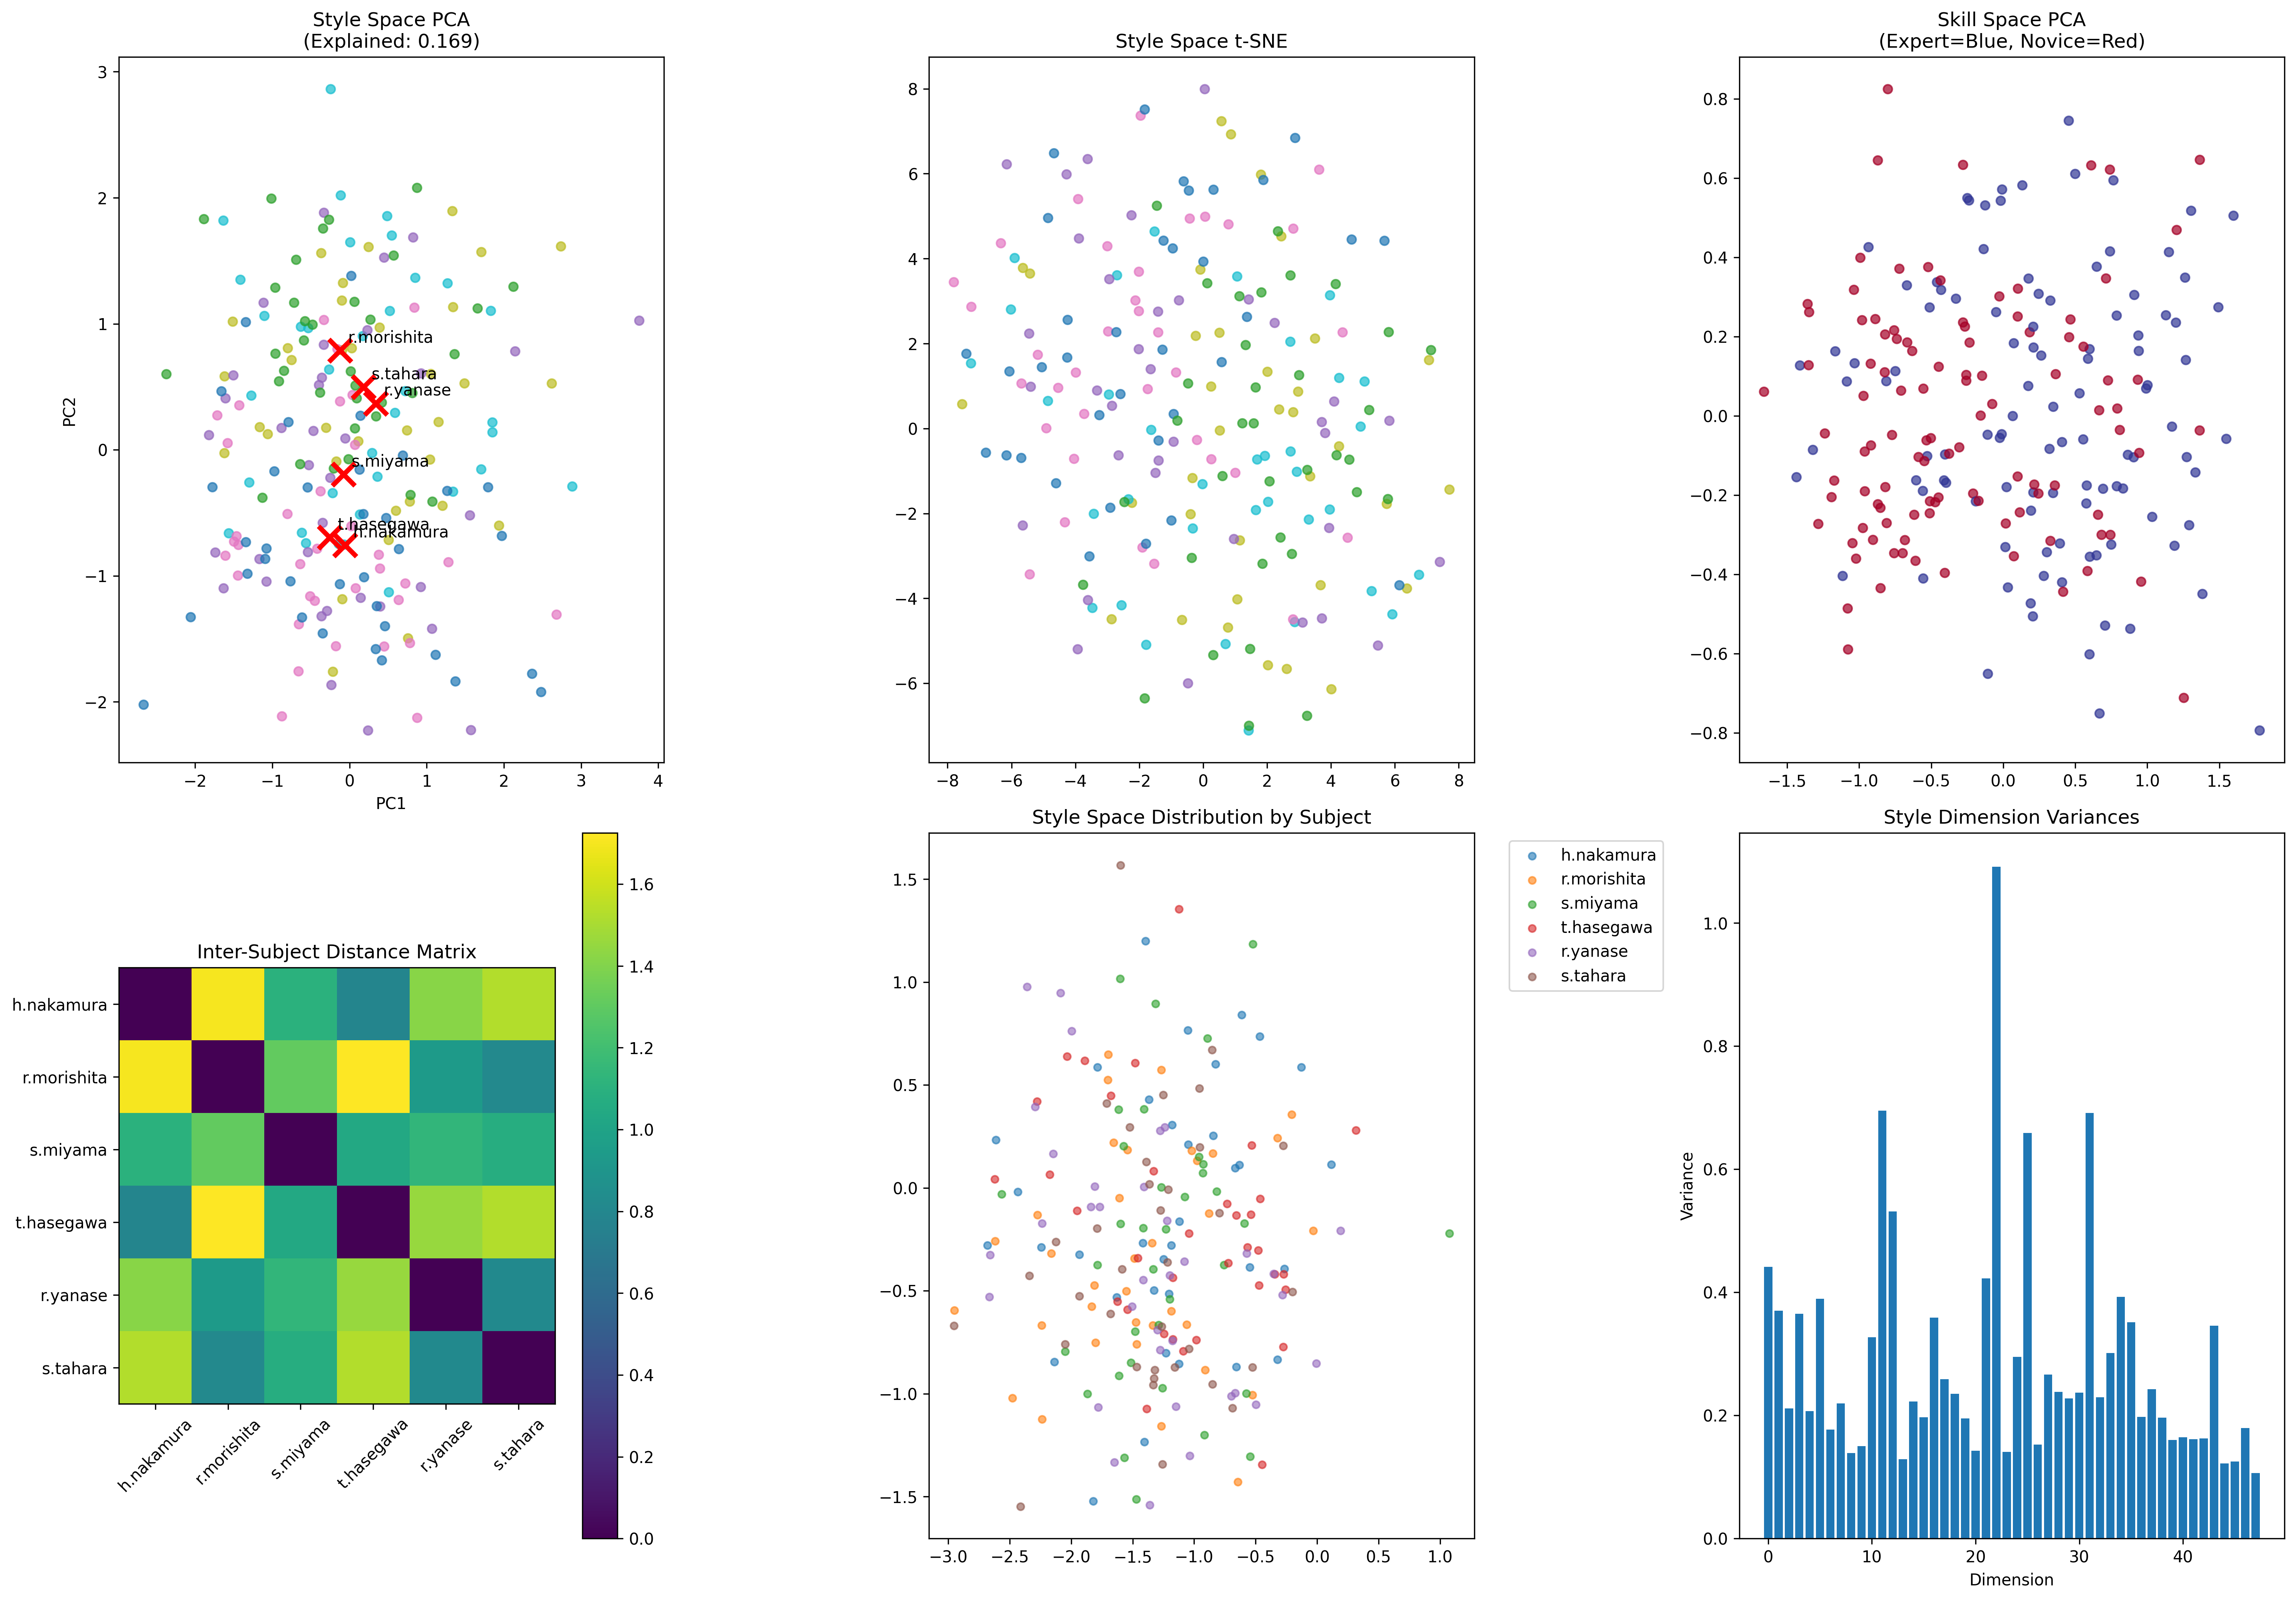 Style Space PCA
(Explained: 0.169)
3
2
1
0
−1
−2
PC2
r.morishita
s.tahara
r.yanase
s.miyama
t.hasegawa
h.nakamura
−2
−1
0
1
2
3
4
PC1
Style Space t-SNE
8
6
4
2
0
−2
−4
−6
−8
−6
−4
−2
0
2
4
6
8
Skill Space PCA
(Expert=Blue, Novice=Red)
0.8
0.6
0.4
0.2
0.0
−0.2
−0.4
−0.6
−0.8
−1.5
−1.0
−0.5
0.0
0.5
1.0
1.5
Inter-Subject Distance Matrix
h.nakamura
r.morishita
s.miyama
t.hasegawa
r.yanase
s.tahara
h.nakamura
r.morishita
s.miyama
t.hasegawa
r.yanase
s.tahara
1.6
1.4
1.2
1.0
0.8
0.6
0.4
0.2
0.0
Style Space Distribution by Subject
1.5
1.0
0.5
0.0
−0.5
−1.0
−1.5
−3.0
−2.5
−2.0
−1.5
−1.0
−0.5
0.0
0.5
1.0
h.nakamura
r.morishita
s.miyama
t.hasegawa
r.yanase
s.tahara
Style Dimension Variances
1.0
0.8
0.6
0.4
0.2
0.0
Variance
0
10
20
30
40
Dimension